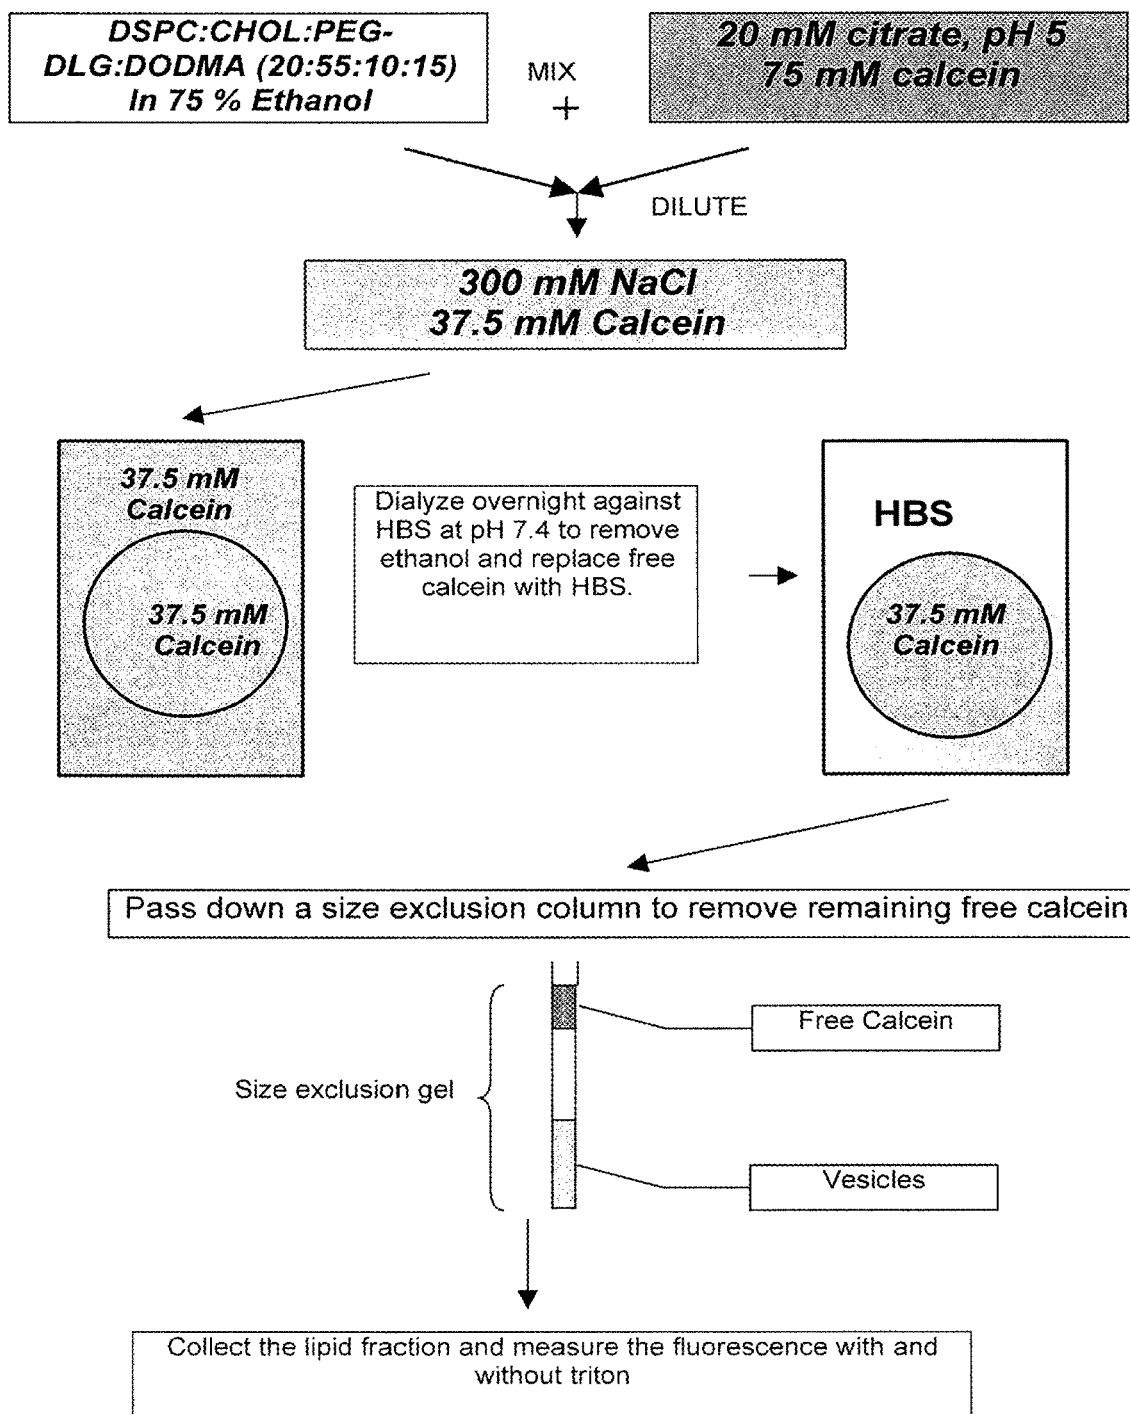 DSPC:CHOL:PEG-
DLG:DODMA (20:55:10:15)
In 75 % Ethanol
MIX
+
20 mM citrate, pH 5
75 mM calcein
DILUTE
300 mM NaCl
37.5 mM Calcein
37.5 mM
Calcein
37.5 mM
Calcein
Dialyze overnight against
HBS at pH 7.4 to remove
ethanol and replace free
calcein with HBS.
HBS
37.5 mM
Calcein
Pass down a size exclusion column to remove remaining free calcein
Free Calcein
Size exclusion gel
Vesicles
Collect the lipid fraction and measure the fluorescence with and
without triton